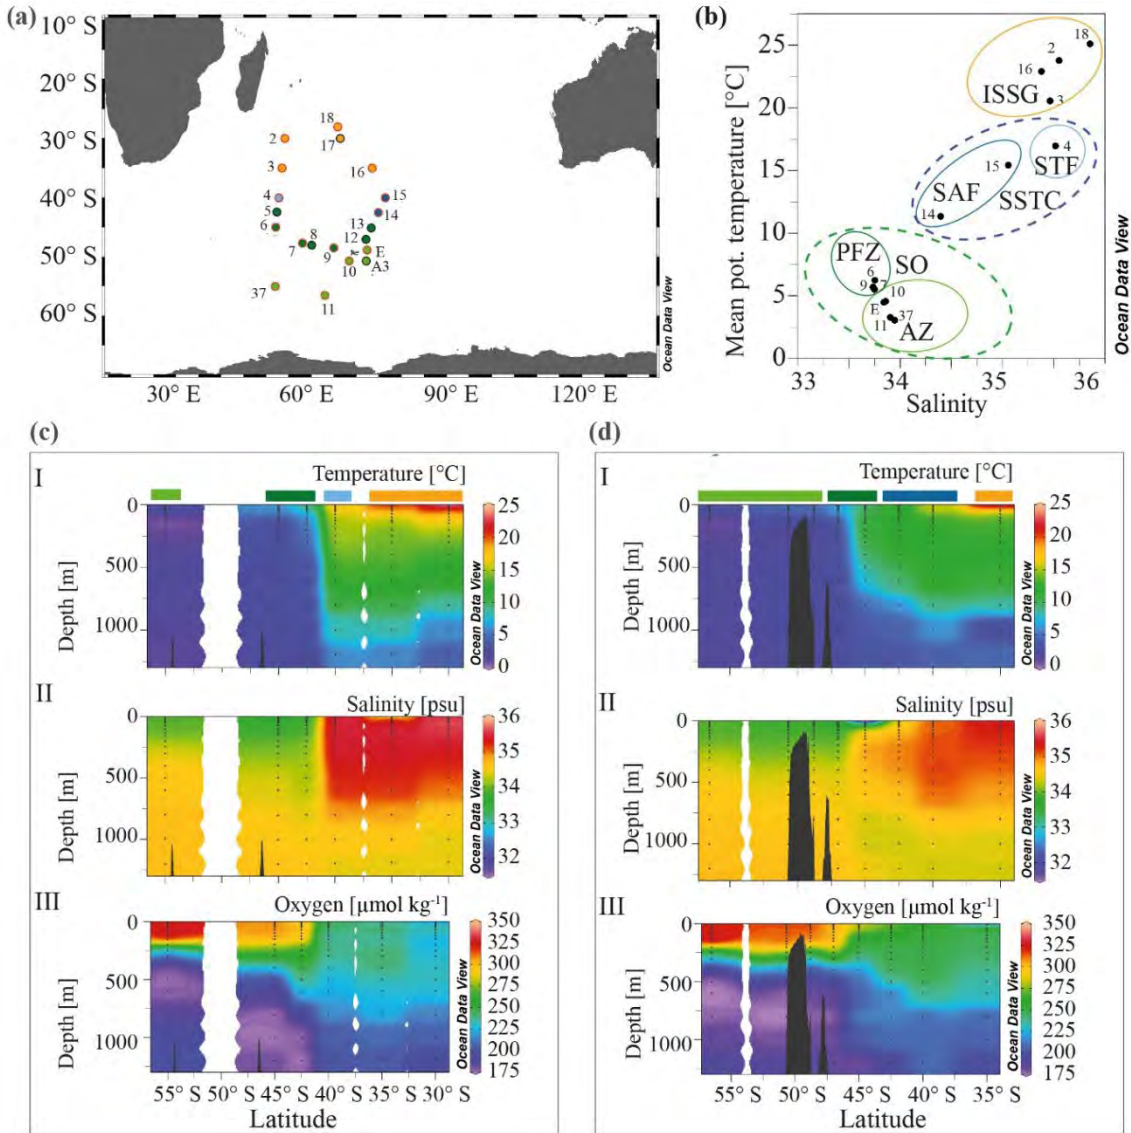 (a)
10° S
20° S
30° S
40° S
50° S
60° S
18
17
2
3
16
4
5
6
15
14
13
12
7
8
9
10
E
A3
37
11
30° E
60° E
90° E
120° E
Ocean Data View
(b)
Mean pot. temperature [°C]
25
20
15
10
5
0
18
2
16
ISSG
3
4
STF
15
SAF
SSTC
14
PFZ
SO
6
9
7
10
E
11
37
AZ
33
34
35
36
Salinity
Ocean Data View
(c)
I
Temperature [°C]
Depth [m]
0
500
1000
25
20
15
10
5
0
Ocean Data View
II
Salinity [psu]
Depth [m]
0
500
1000
36
35
34
33
32
Ocean Data View
III
Oxygen [µmol kg-1]
Depth [m]
0
500
1000
350
325
300
275
250
225
200
175
Ocean Data View
55° S
50° S
45° S
40° S
35° S
30° S
Latitude
(d)
I
Temperature [°C]
Depth [m]
0
500
1000
25
20
15
10
5
0
Ocean Data View
II
Salinity [psu]
Depth [m]
0
500
1000
36
35
34
33
32
Ocean Data View
III
Oxygen [µmol kg-1]
Depth [m]
0
500
1000
350
325
300
275
250
225
200
175
Ocean Data View
55° S
50° S
45° S
40° S
35° S
Latitude